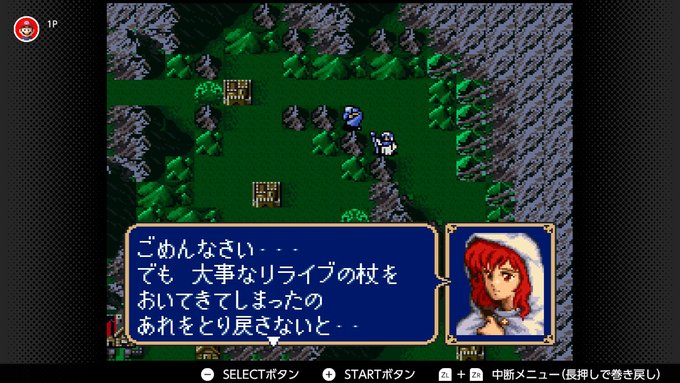 1P
ごめんなさい・・・
でも 大事なリライブの杖を
おいてきてしまったの
あれをとり戻さないと・・
SELECTボタン
STARTボタン
ZL + ZR 中断メニュー(長押しで巻き戻し)